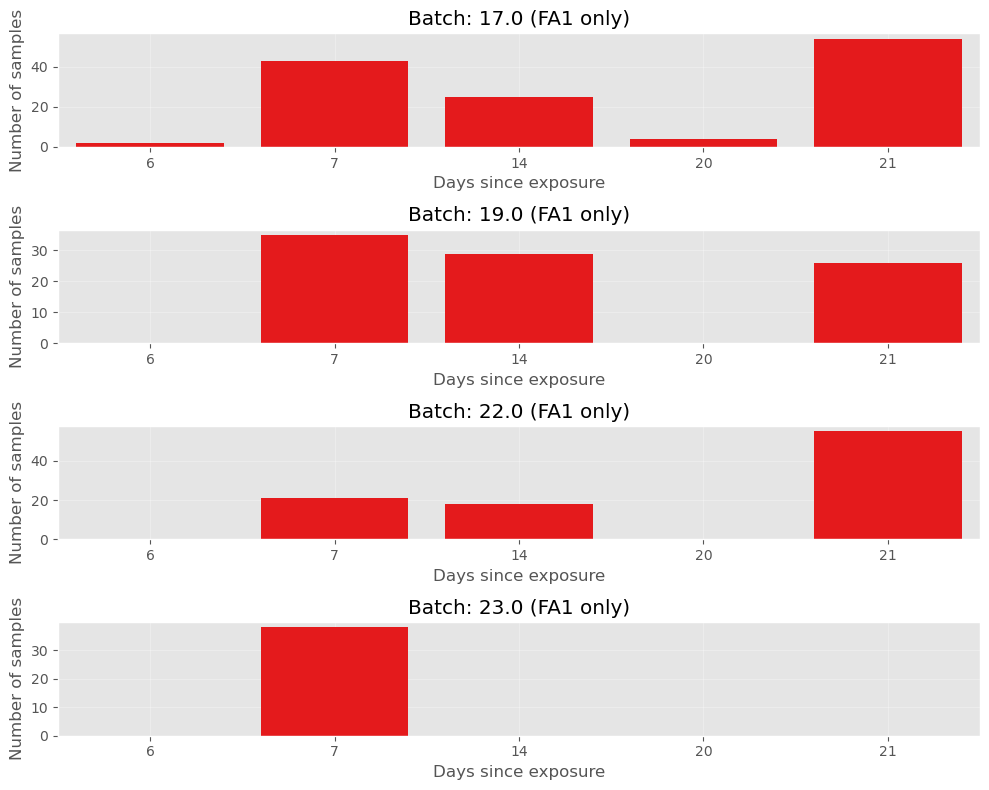 Batch: 17.0 (FA1 only)
Number of samples
40
20
0
6 7 14 20 21
Days since exposure
Batch: 19.0 (FA1 only)
Number of samples
30
20
10
0
6 7 14 20 21
Days since exposure
Batch: 22.0 (FA1 only)
Number of samples
40
20
0
6 7 14 20 21
Days since exposure
Batch: 23.0 (FA1 only)
Number of samples
30
20
10
0
6 7 14 20 21
Days since exposure